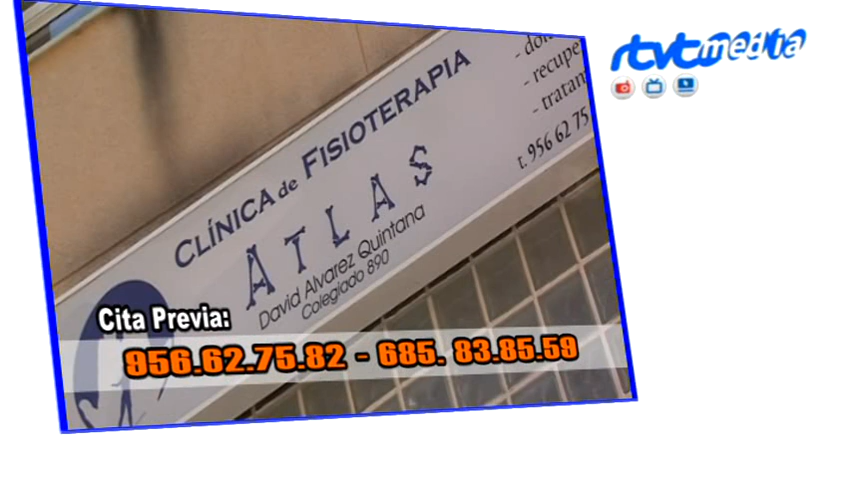 rtvtmedia
- recupe
- tratam
t. 956 62 75
CLÍNICA de FISIOTERAPIA
ATLAS
David Alvarez Quintana
Colegiado 890
Cita Previa:
956.62.75.82 - 685. 83.85.59